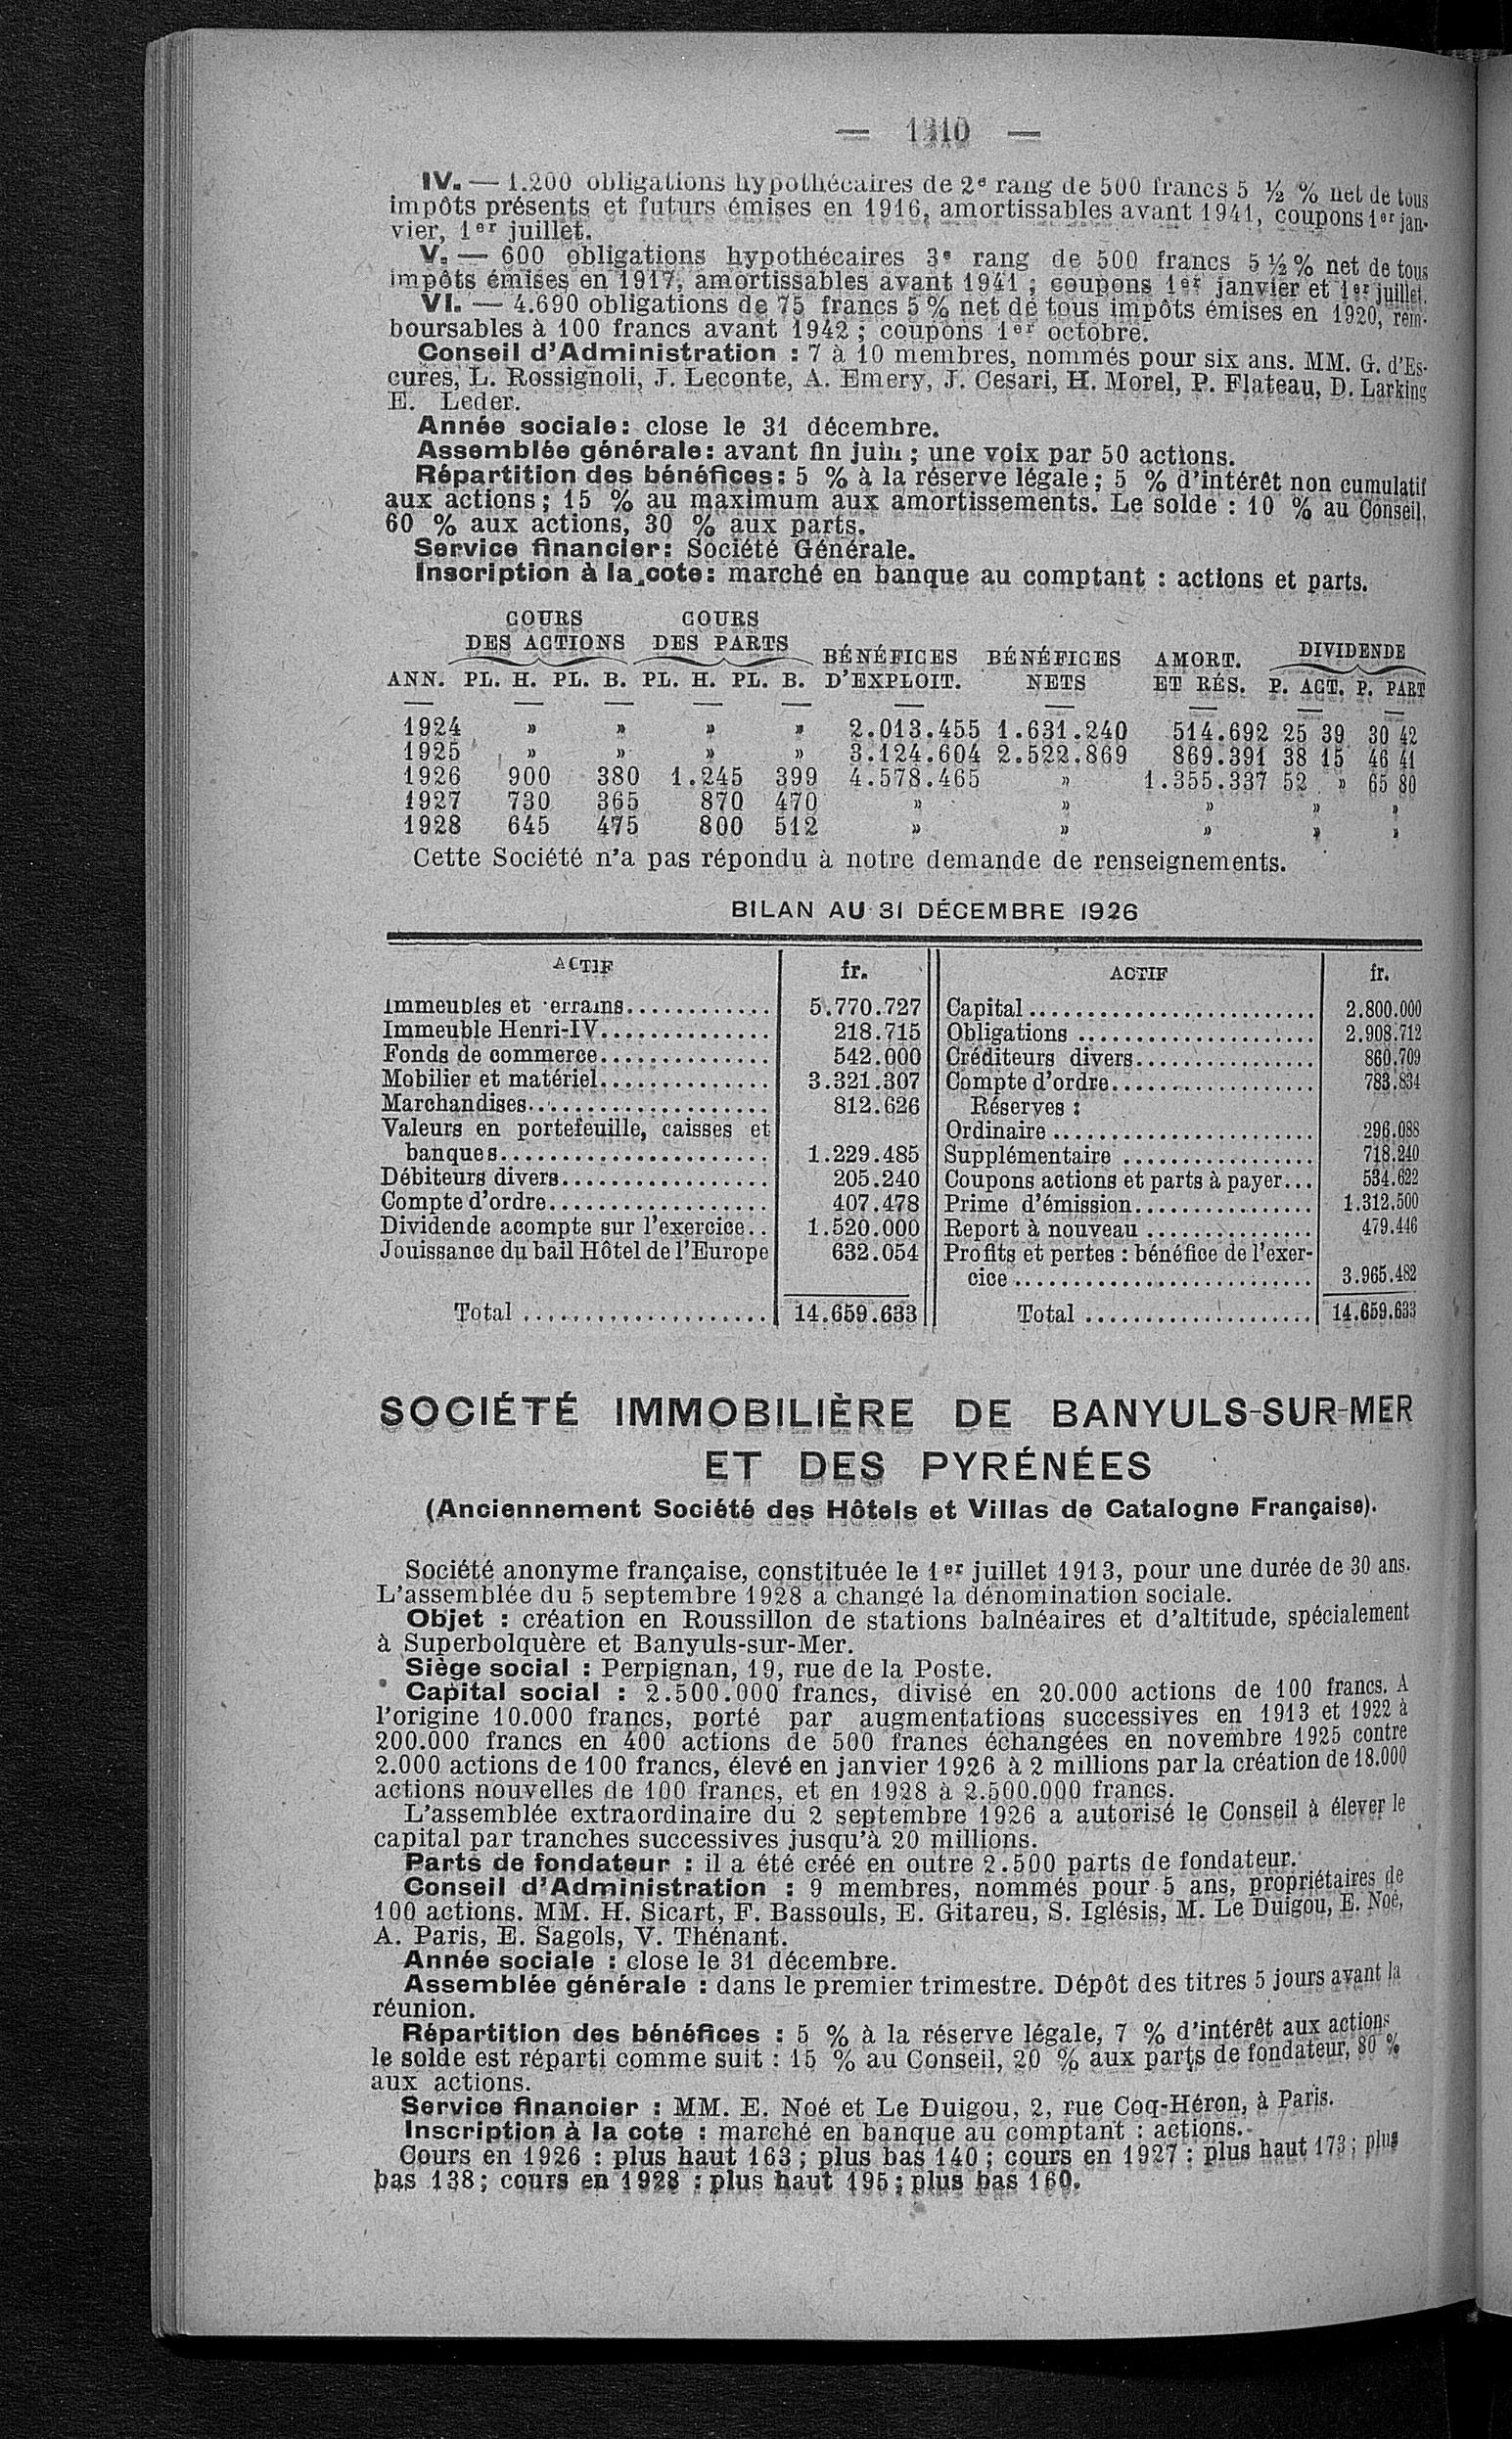 — 1310 —
IV. — 1.200 obligations hypothécaires de 2e rang de 500 francs 5 ½ % net de tous
impôts présents et futurs émises en 1916, amortissables avant 1941, coupons 1er jan-
vier, 1er juillet.
V. — 600 obligations hypothécaires 3e rang de 500 francs 5 ½ % net de tous
impôts émises en 1917, amortissables avant 1941 ; coupons 1er janvier et 1er juillet.
VI. — 4.690 obligations de 75 francs 5 % net de tous impôts émises en 1920, rem-
boursables à 100 francs avant 1942 ; coupons 1er octobre.
Conseil d'Administration : 7 à 10 membres, nommés pour six ans. MM. G. d'Es-
cures, L. Rossignoli, J. Leconte, A. Emery, J. Cesari, H. Morel, P. Flateau, D. Larking
E. Leder.
Année sociale : close le 31 décembre.
Assemblée générale : avant fin juin ; une voix par 50 actions.
Répartition des bénéfices : 5 % à la réserve légale ; 5 % d'intérêt non cumulatif
aux actions ; 15 % au maximum aux amortissements. Le solde : 10 % au Conseil,
60 % aux actions, 30 % aux parts.
Service financier : Société Générale.
Inscription à la cote : marché en banque au comptant : actions et parts.
COURS COURS
DES ACTIONS DES PARTS BÉNÉFICES BÉNÉFICES AMORT. DIVIDENDE
ANN. PL. H. PL. B. PL. H. PL. B. D'EXPLOIT. NETS ET RÉS. P. ACT. P. PART
1924 » » » » 2.013.455 1.631.240 514.692 25 39 30 42
1925 » » » » 3.124.604 2.522.869 869.391 38 15 46 41
1926 900 380 1.245 399 4.578.465 » 1.355.337 52 » 65 80
1927 730 365 870 470 » » » » »
1928 645 475 800 512 » » » » »
Cette Société n'a pas répondu à notre demande de renseignements.
BILAN AU 31 DÉCEMBRE 1926
ACTIF fr. ACTIF fr.
Immeubles et errains............ 5.770.727 Capital ........................ 2.800.000
Immeuble Henri-IV............... 218.715 Obligations .................... 2.908.712
Fonds de commerce............... 542.000 Créditeurs divers............... 860.709
Mobilier et matériel............... 3.321.307 Compte d'ordre.................. 783.834
Marchandises.................... 812.626 Réserves :
Valeurs en portefeuille, caisses et Ordinaire ...................... 296.088
banques....................... 1.229.485 Supplémentaire ................. 718.240
Débiteurs divers.................. 205.240 Coupons actions et parts à payer... 534.622
Compte d'ordre.................. 407.478 Prime d'émission................ 1.312.500
Dividende acompte sur l'exercice.. 1.520.000 Report à nouveau ............... 479.446
Jouissance du bail Hôtel de l'Europe 632.054 Profits et pertes : bénéfice de l'exer-
cice .......................... 3.965.482
Total ..................... 14.659.633 Total .................... 14.659.633
SOCIÉTÉ IMMOBILIÈRE DE BANYULS-SUR-MER
ET DES PYRÉNÉES
(Anciennement Société des Hôtels et Villas de Catalogne Française).
Société anonyme française, constituée le 1er juillet 1913, pour une durée de 30 ans.
L'assemblée du 5 septembre 1928 a changé la dénomination sociale.
Objet : création en Roussillon de stations balnéaires et d'altitude, spécialement
à Superbolquère et Banyuls-sur-Mer.
Siège social : Perpignan, 19, rue de la Poste.
Capital social : 2.500.000 francs, divisé en 20.000 actions de 100 francs. A
l'origine 10.000 francs, porté par augmentations successives en 1913 et 1922 à
200.000 francs en 400 actions de 500 francs échangées en novembre 1925 contre
2.000 actions de 100 francs, élevé en janvier 1926 à 2 millions par la création de 18.000
actions nouvelles de 100 francs, et en 1928 à 2.500.000 francs.
L'assemblée extraordinaire du 2 septembre 1926 a autorisé le Conseil à élever le
capital par tranches successives jusqu'à 20 millions.
Parts de fondateur : il a été créé en outre 2.500 parts de fondateur.
Conseil d'Administration : 9 membres, nommés pour 5 ans, propriétaires de
100 actions. MM. H. Sicart, F. Bassouls, E. Gitareu, S. Iglésis, M. Le Duigou, E. Noé,
A. Paris, E. Sagols, V. Thénant.
Année sociale : close le 31 décembre.
Assemblée générale : dans le premier trimestre. Dépôt des titres 5 jours avant la
réunion.
Répartition des bénéfices : 5 % à la réserve légale, 7 % d'intérêt aux actions
le solde est réparti comme suit : 15 % au Conseil, 20 % aux parts de fondateur, 80 %
aux actions.
Service financier : MM. E. Noé et Le Duigou, 2, rue Coq-Héron, à Paris.
Inscription à la cote : marché en banque au comptant : actions.
Cours en 1926 : plus haut 163 ; plus bas 140 ; cours en 1927 : plus haut 173 ; plus
bas 138 ; cours en 1928 : plus haut 195 ; plus bas 160.